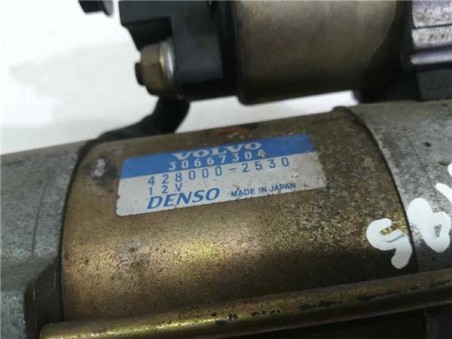 VOLVO
30667304
428000-2530
12V
DENSO MADE IN JAPAN